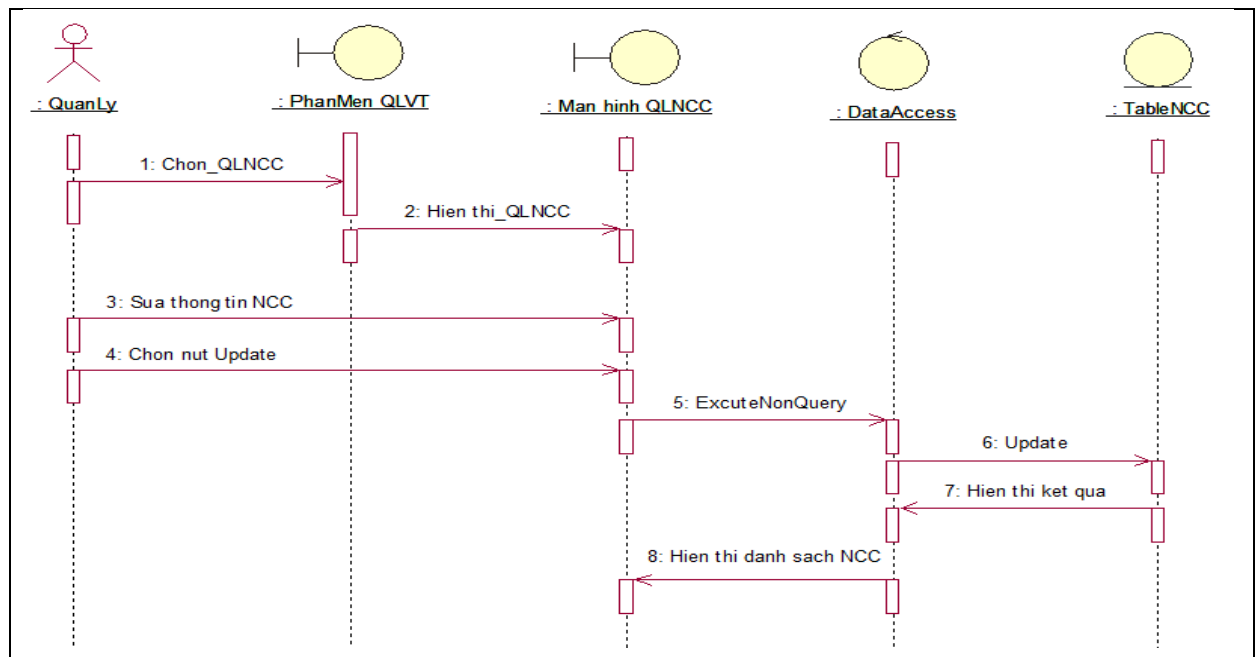 : QuanLy
: PhanMen QLVT
: Man hinh QLNCC
: DataAccess
: TableNCC
1: Chon_QLNCC
2: Hien thi_QLNCC
3: Sua thong tin NCC
4: Chon nut Update
5: ExcuteNonQuery
6: Update
7: Hien thi ket qua
8: Hien thi danh sach NCC